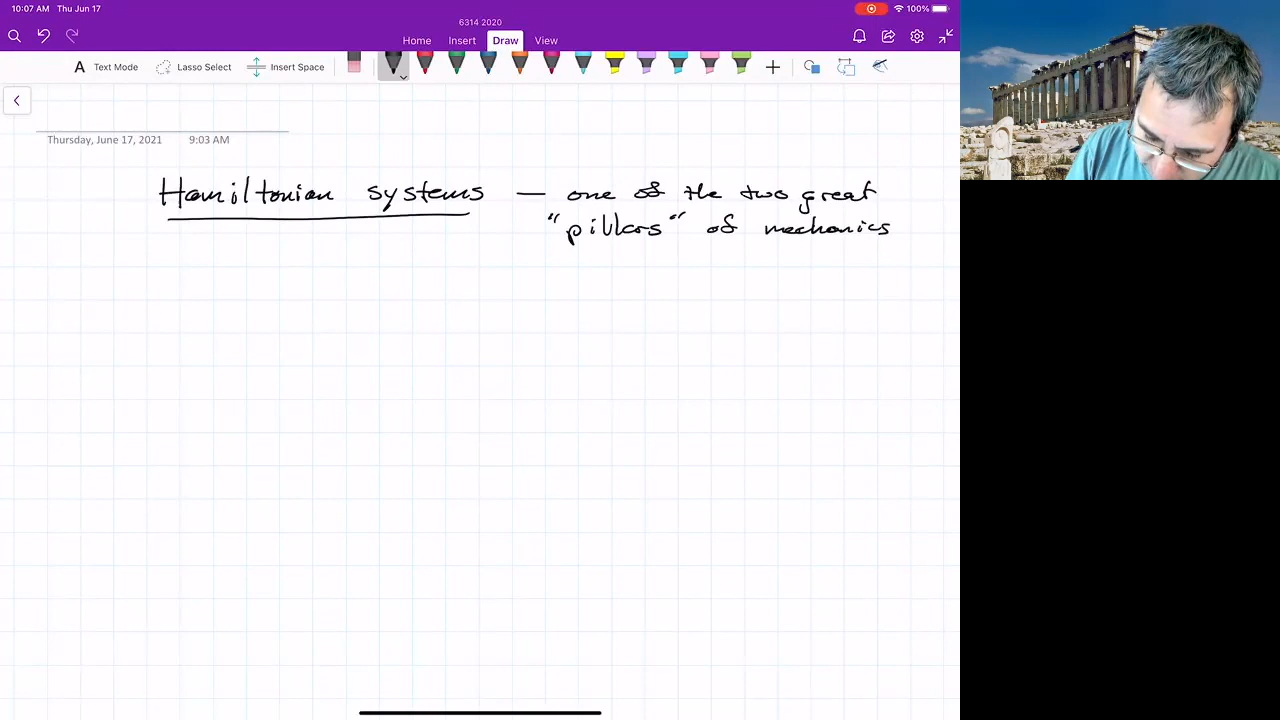 10:07 AM Thu Jun 17
100%
6314 2020
Home Insert Draw View
Text Mode Lasso Select Insert Space
Thursday, June 17, 2021 9:03 AM
Hamiltonian systems — one of the two great
"pillars" of mechanics